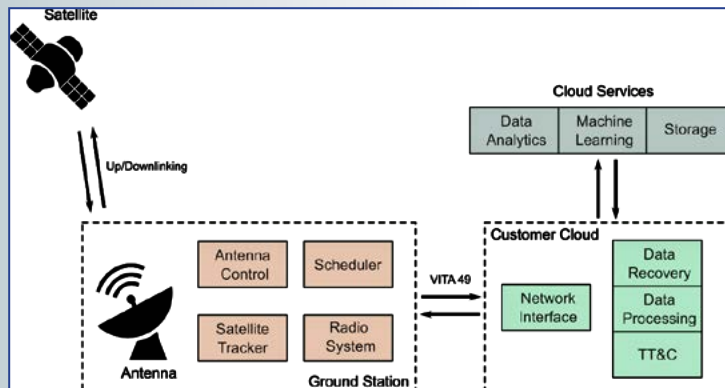 Satellite
Up/Downlinking
Cloud Services
Data
Analytics
Machine
Learning
Storage
Antenna
Control
Scheduler
Satellite
Tracker
Radio
System
Antenna
Ground Station
VITA 49
Customer Cloud
Network
Interface
Data
Recovery
Data
Processing
TT&C